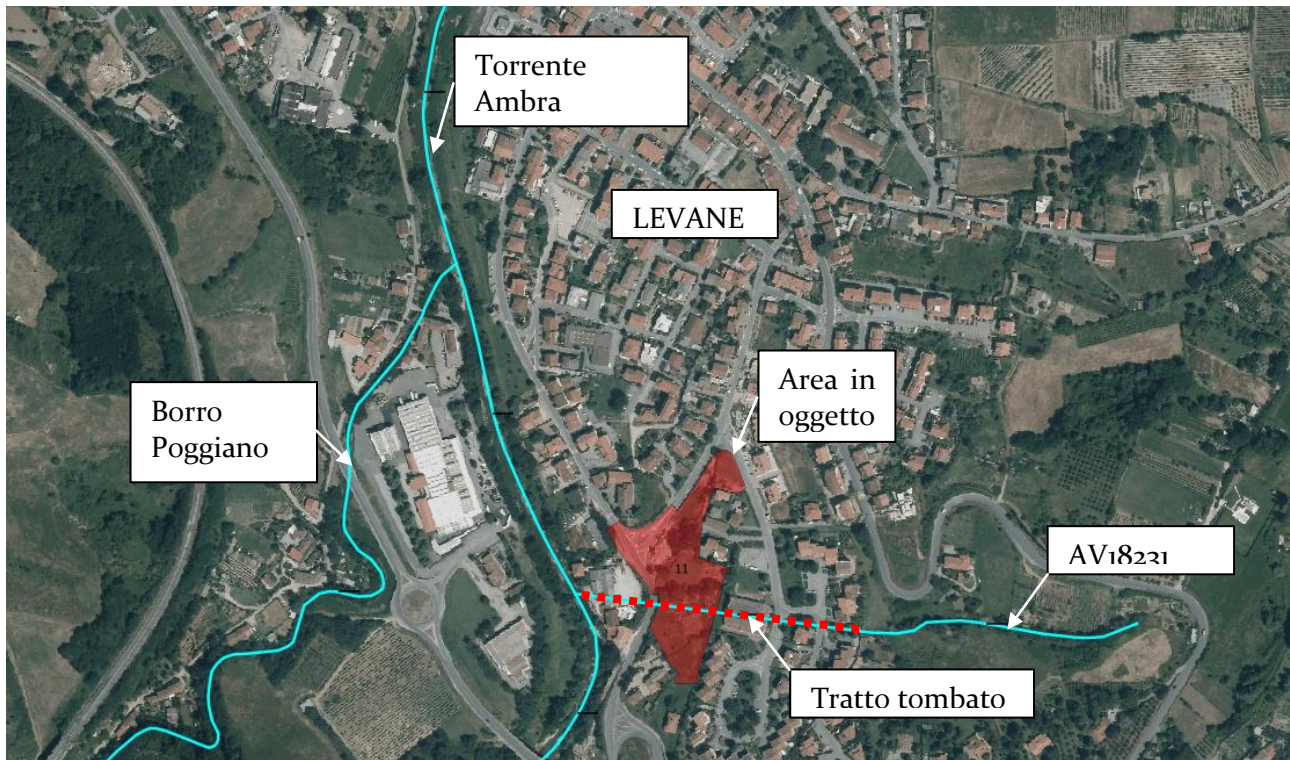 Torrente
Ambra
LEVANE
Area in
oggetto
Borro
Poggiano
11
AV18231
Tratto tombato